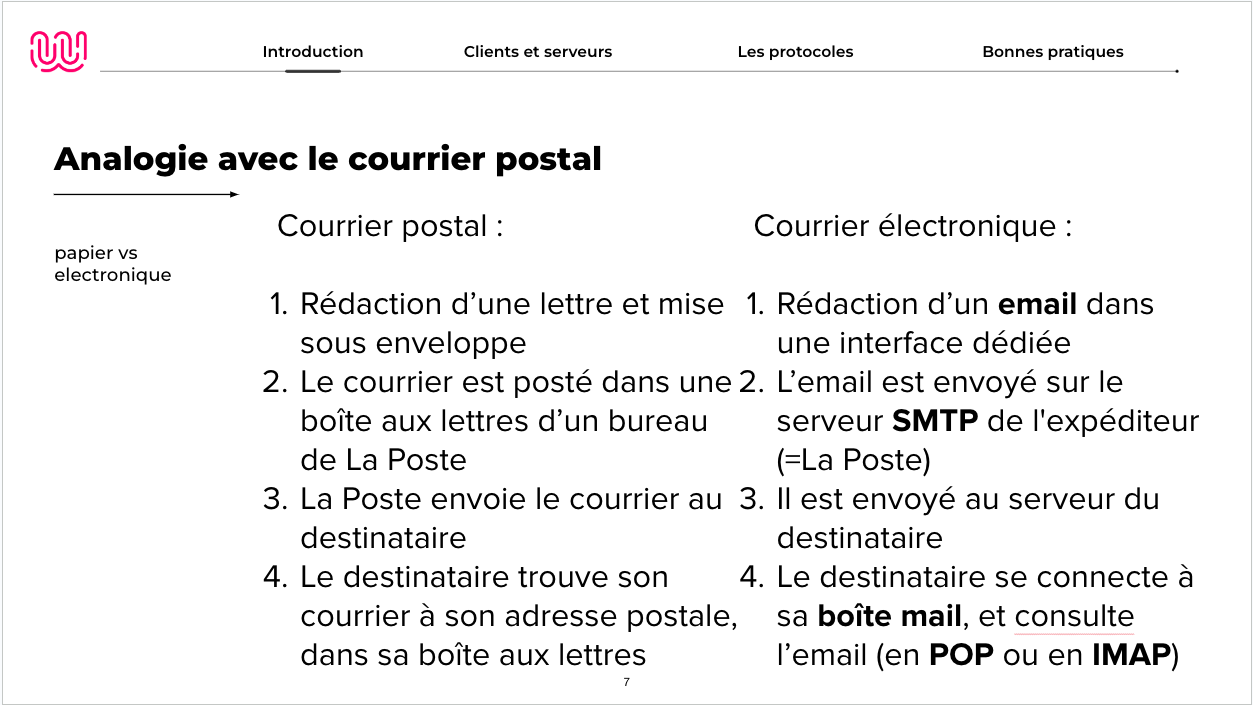 Introduction
Clients et serveurs
Les protocoles
Bonnes pratiques
Analogie avec le courrier postal
papier vs
electronique
Courrier postal :
1. Rédaction d’une lettre et mise
sous enveloppe
2. Le courrier est posté dans une
boîte aux lettres d’un bureau
de La Poste
3. La Poste envoie le courrier au
destinataire
4. Le destinataire trouve son
courrier à son adresse postale,
dans sa boîte aux lettres
Courrier électronique :
1. Rédaction d’un email dans
une interface dédiée
2. L’email est envoyé sur le
serveur SMTP de l'expéditeur
(=La Poste)
3. Il est envoyé au serveur du
destinataire
4. Le destinataire se connecte à
sa boîte mail, et consulte
l’email (en POP ou en IMAP)
7